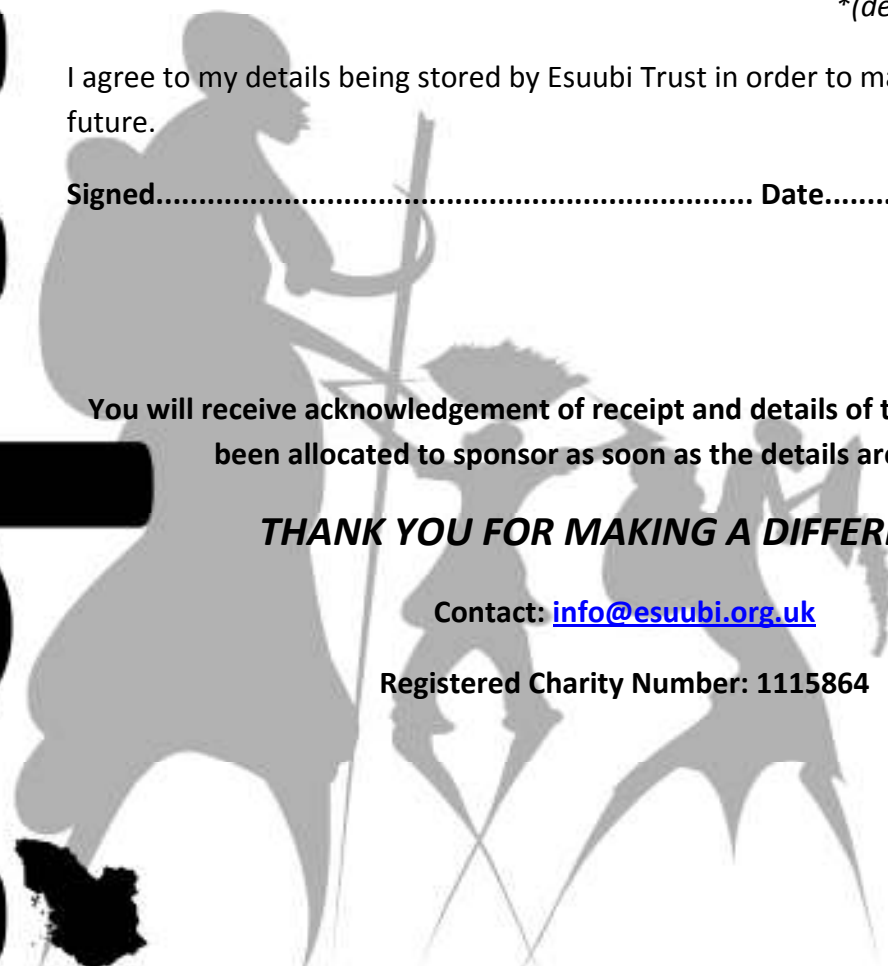 *(de
I agree to my details being stored by Esuubi Trust in order to ma
future.
Signed...................................................................... Date........
You will receive acknowledgement of receipt and details of t
been allocated to sponsor as soon as the details are
THANK YOU FOR MAKING A DIFFER
Contact: info@esuubi.org.uk
Registered Charity Number: 1115864